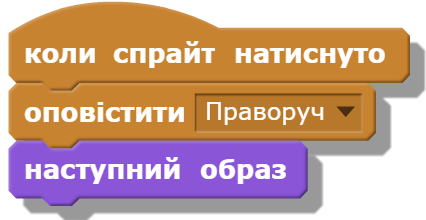 коли спрайт натиснуто
оповістити Праворуч
наступний образ